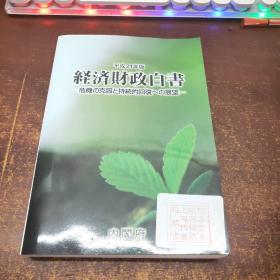 平成21年版
経済財政白書
―危機の克服と持続的回復への展望―
内閣府